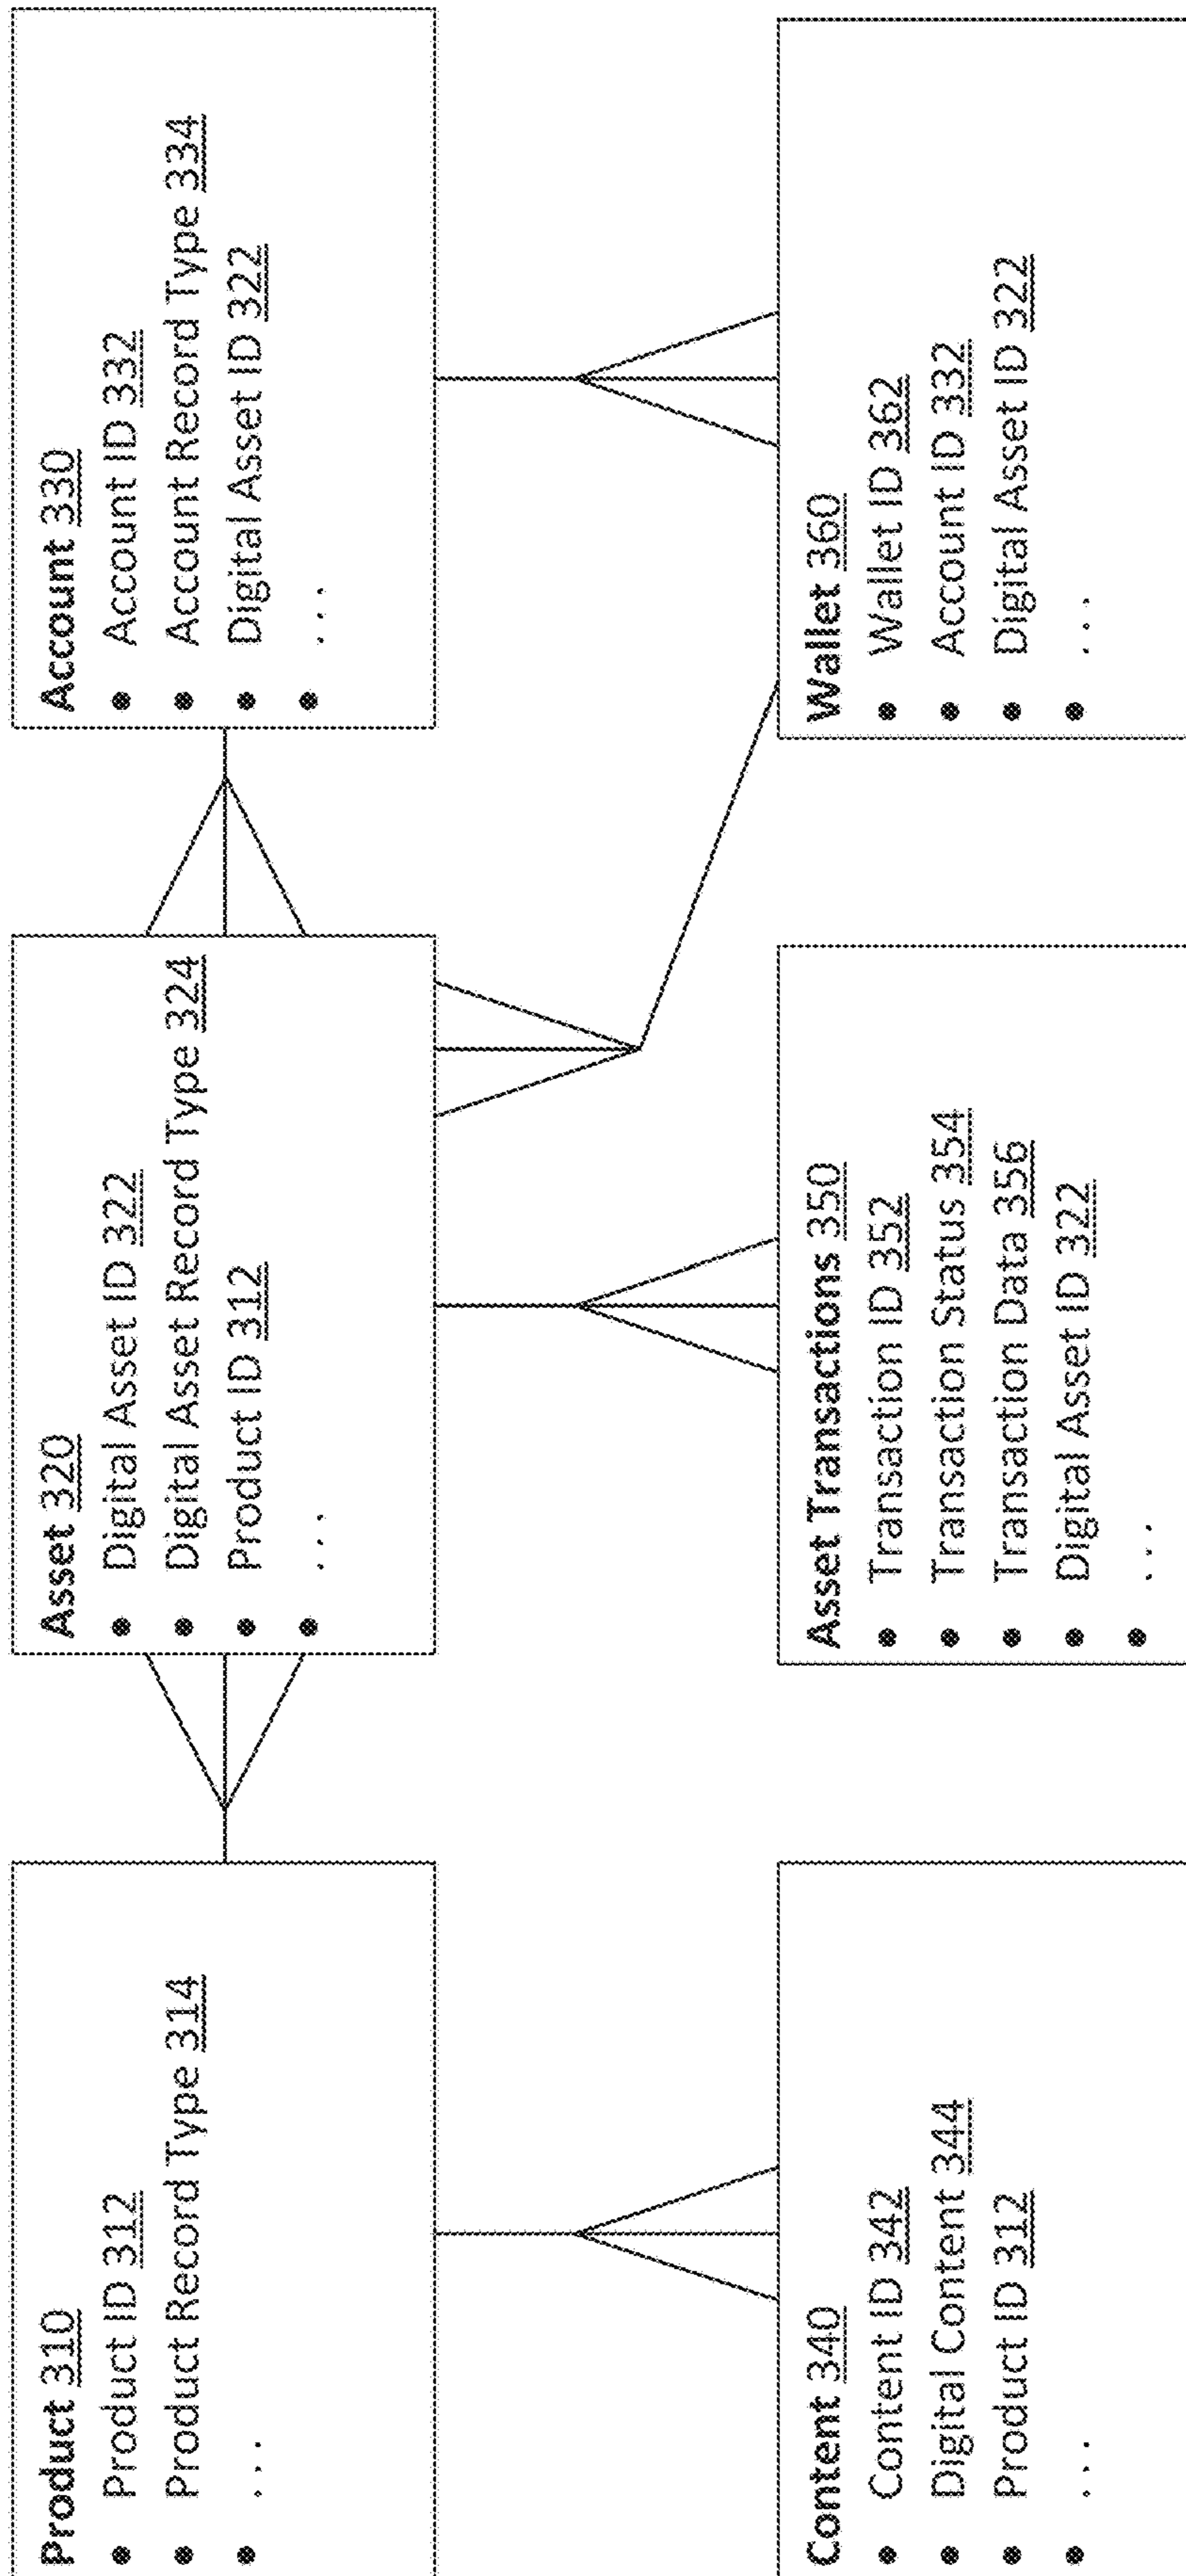 Product 310
• Product ID 312
• Product Record Type 314
• ...
Asset 320
• Digital Asset ID 322
• Digital Asset Record Type 324
• Product ID 312
• ...
Account 330
• Account ID 332
• Account Record Type 334
• Digital Asset ID 322
• ...
Content 340
• Content ID 342
• Digital Content 344
• Product ID 312
• ...
Asset Transactions 350
• Transaction ID 352
• Transaction Status 354
• Transaction Data 356
• Digital Asset ID 322
• ...
Wallet 360
• Wallet ID 362
• Account ID 332
• Digital Asset ID 322
• ...